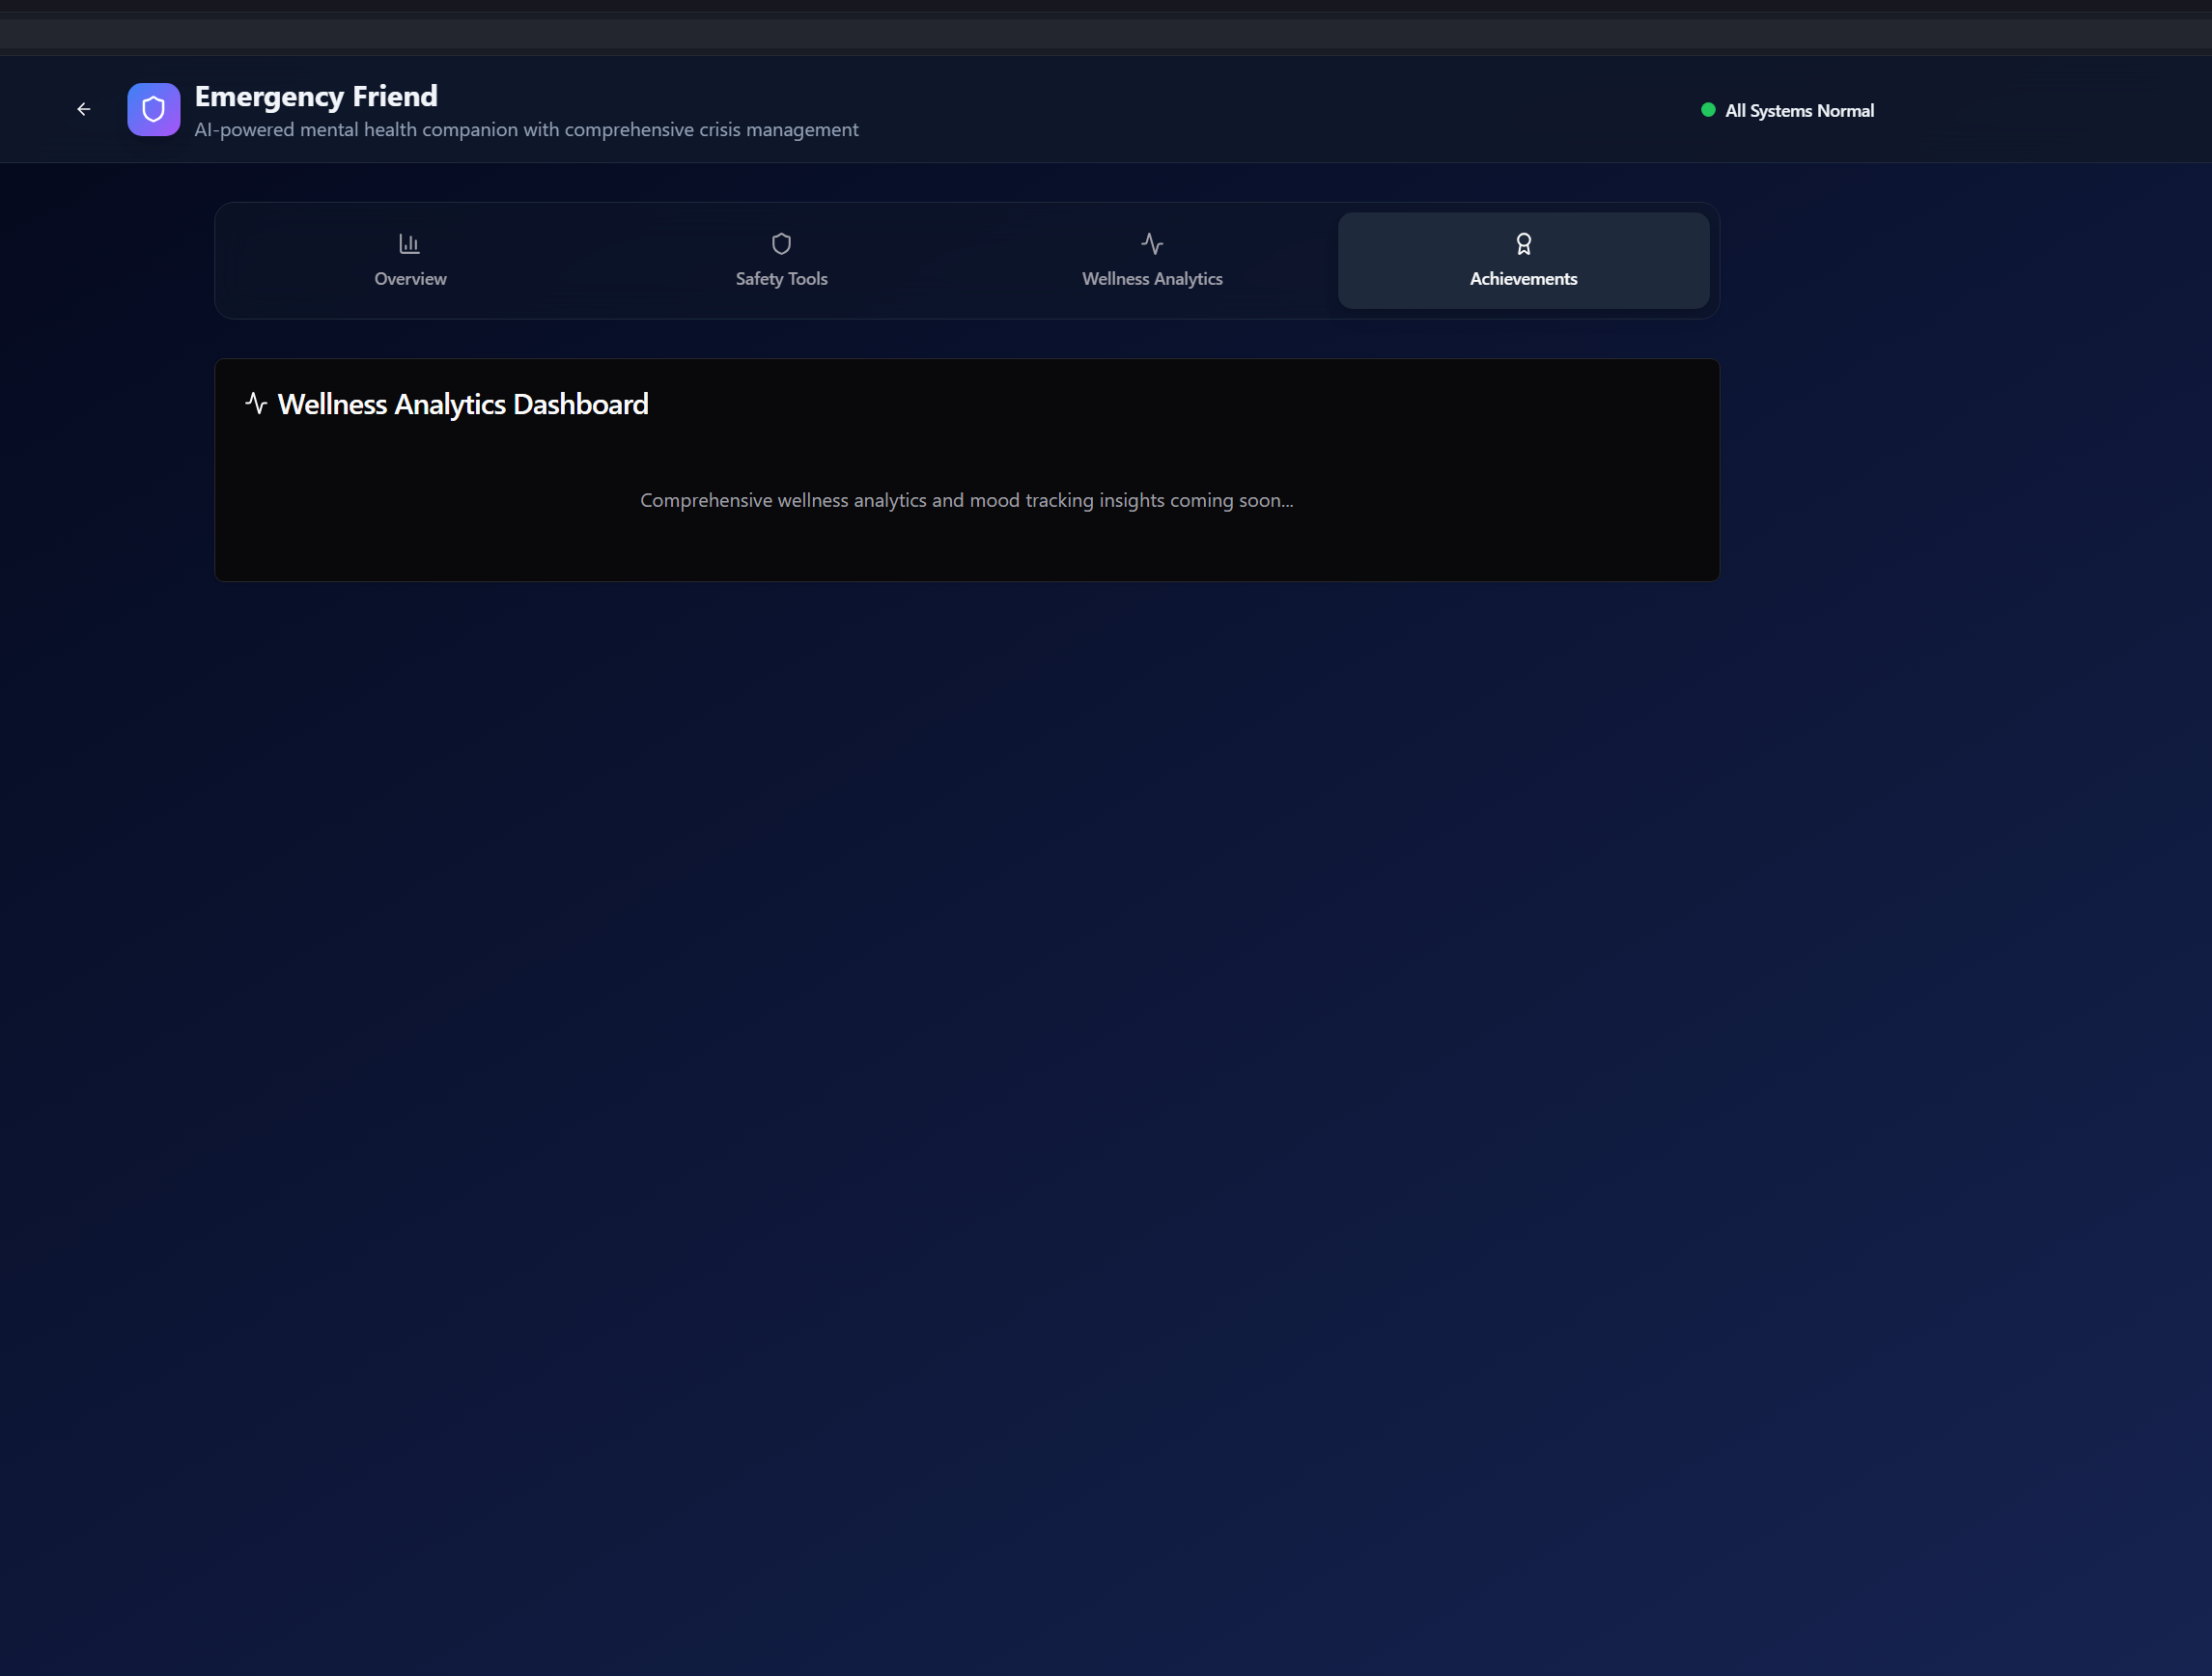 Emergency Friend
AI-powered mental health companion with comprehensive crisis management
All Systems Normal
Overview
Safety Tools
Wellness Analytics
Achievements
Wellness Analytics Dashboard
Comprehensive wellness analytics and mood tracking insights coming soon...